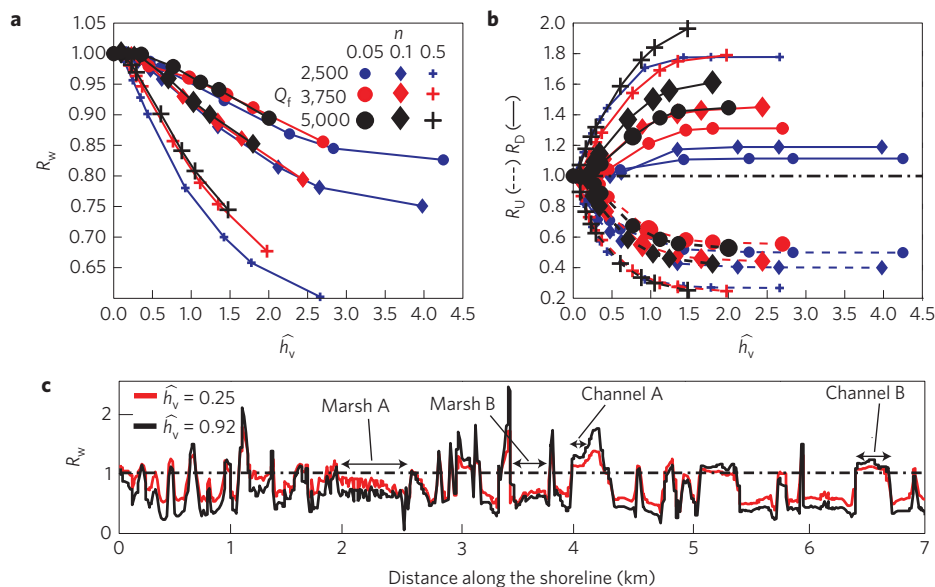 a
1.05
1.00
0.95
0.90
0.85
0.80
0.75
0.70
0.65
R_w
n
0.05 0.1 0.5
2,500
Q_f 3,750
5,000
0.0 0.5 1.0 1.5 2.0 2.5 3.0 3.5 4.0 4.5
ĥ_v
b
2.0
1.8
1.6
1.4
1.2
1.0
0.8
0.6
0.4
0.2
R_U (---) R_D (—)
0.0 0.5 1.0 1.5 2.0 2.5 3.0 3.5 4.0 4.5
ĥ_v
c
ĥ_v = 0.25
ĥ_v = 0.92
Marsh A
Marsh B
Channel A
Channel B
2
1
0
R_w
0 1 2 3 4 5 6 7
Distance along the shoreline (km)